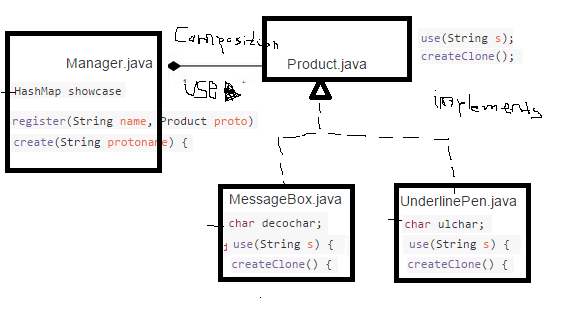 Composition
use(String s);
createClone();
Manager.java
Product.java
HashMap showcase
USE
implements
register(String name, Product proto)
create(String protoname) {
MessageBox.java
UnderlinePen.java
char decochar;
char ulchar;
use(String s) {
use(String s) {
createClone() {
createClone() {